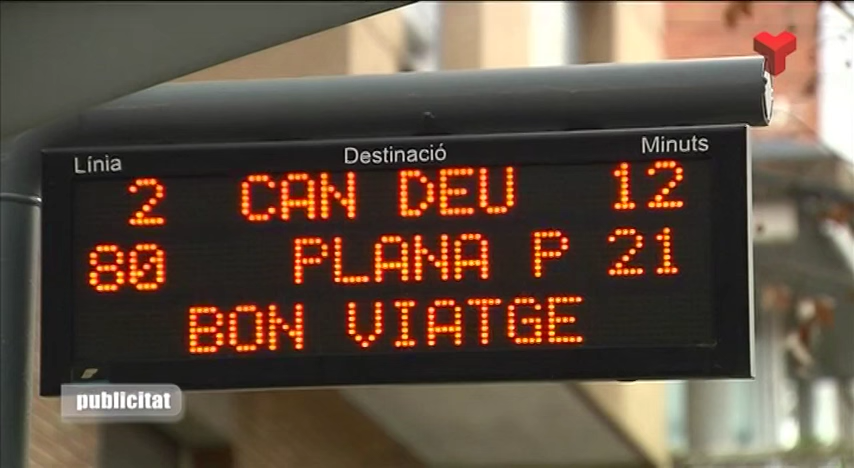 Línia Destinació Minuts
2 CAN DEU 12
80 PLANA P 21
BON VIATGE
publicitat